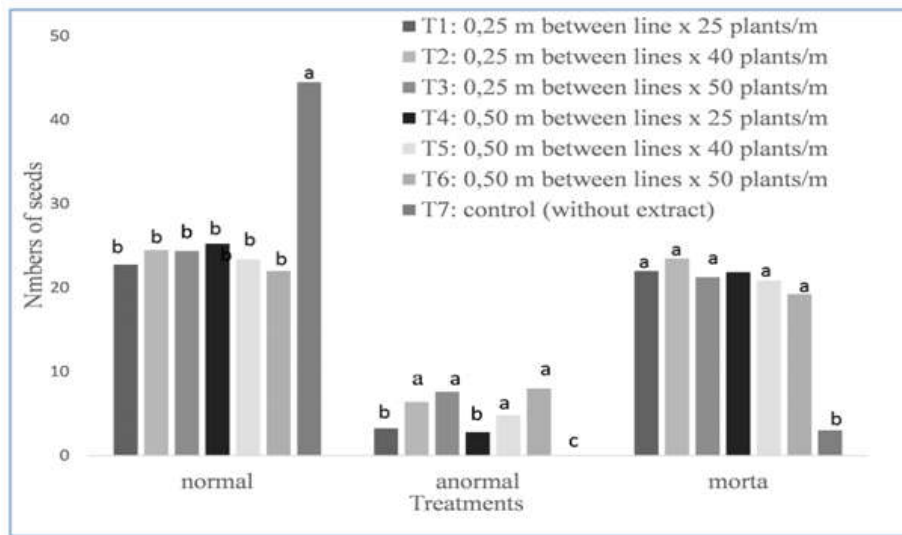 50
40
30
20
10
0
Nmbers of seeds
T1: 0,25 m between line x 25 plants/m
T2: 0,25 m between lines x 40 plants/m
T3: 0,25 m between lines x 50 plants/m
T4: 0,50 m between lines x 25 plants/m
T5: 0,50 m between lines x 40 plants/m
T6: 0,50 m between lines x 50 plants/m
T7: control (without extract)
b b b b b b b a
b a a b a a c
a a a a a a b
normal anormal morta
Treatments